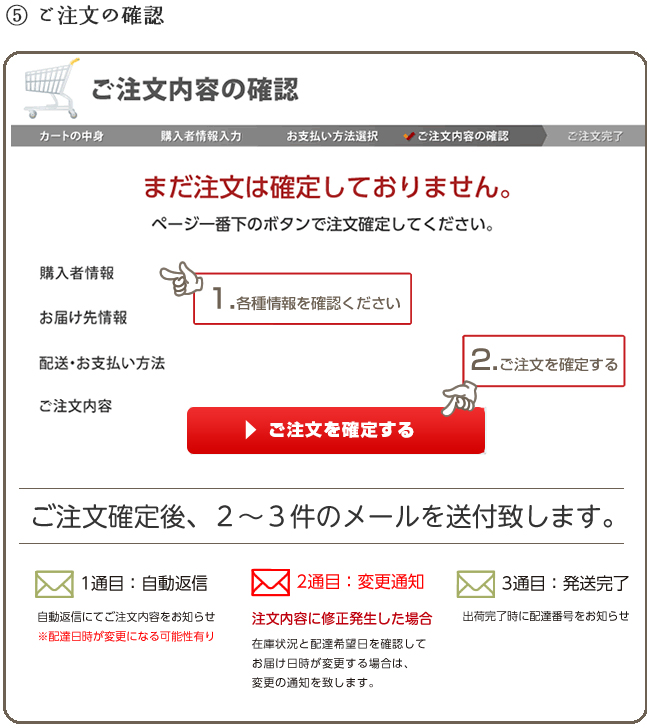 ⑤ ご注文の確認
ご注文内容の確認
カートの中身 購入者情報入力 お支払い方法選択 ご注文内容の確認 ご注文完了
まだ注文は確定しておりません。
ページ一番下のボタンで注文確定してください。
購入者情報
1.各種情報を確認ください
お届け先情報
配送・お支払い方法
2.ご注文を確定する
ご注文内容
ご注文を確定する
ご注文確定後、２～３件のメールを送付致します。
1通目：自動返信
自動返信にてご注文内容をお知らせ
※配達日時が変更になる可能性有り
2通目：変更通知
注文内容に修正発生した場合
在庫状況と配達希望日を確認して
お届け日時が変更する場合は、
変更の通知を致します。
3通目：発送完了
出荷完了時に配達番号をお知らせ